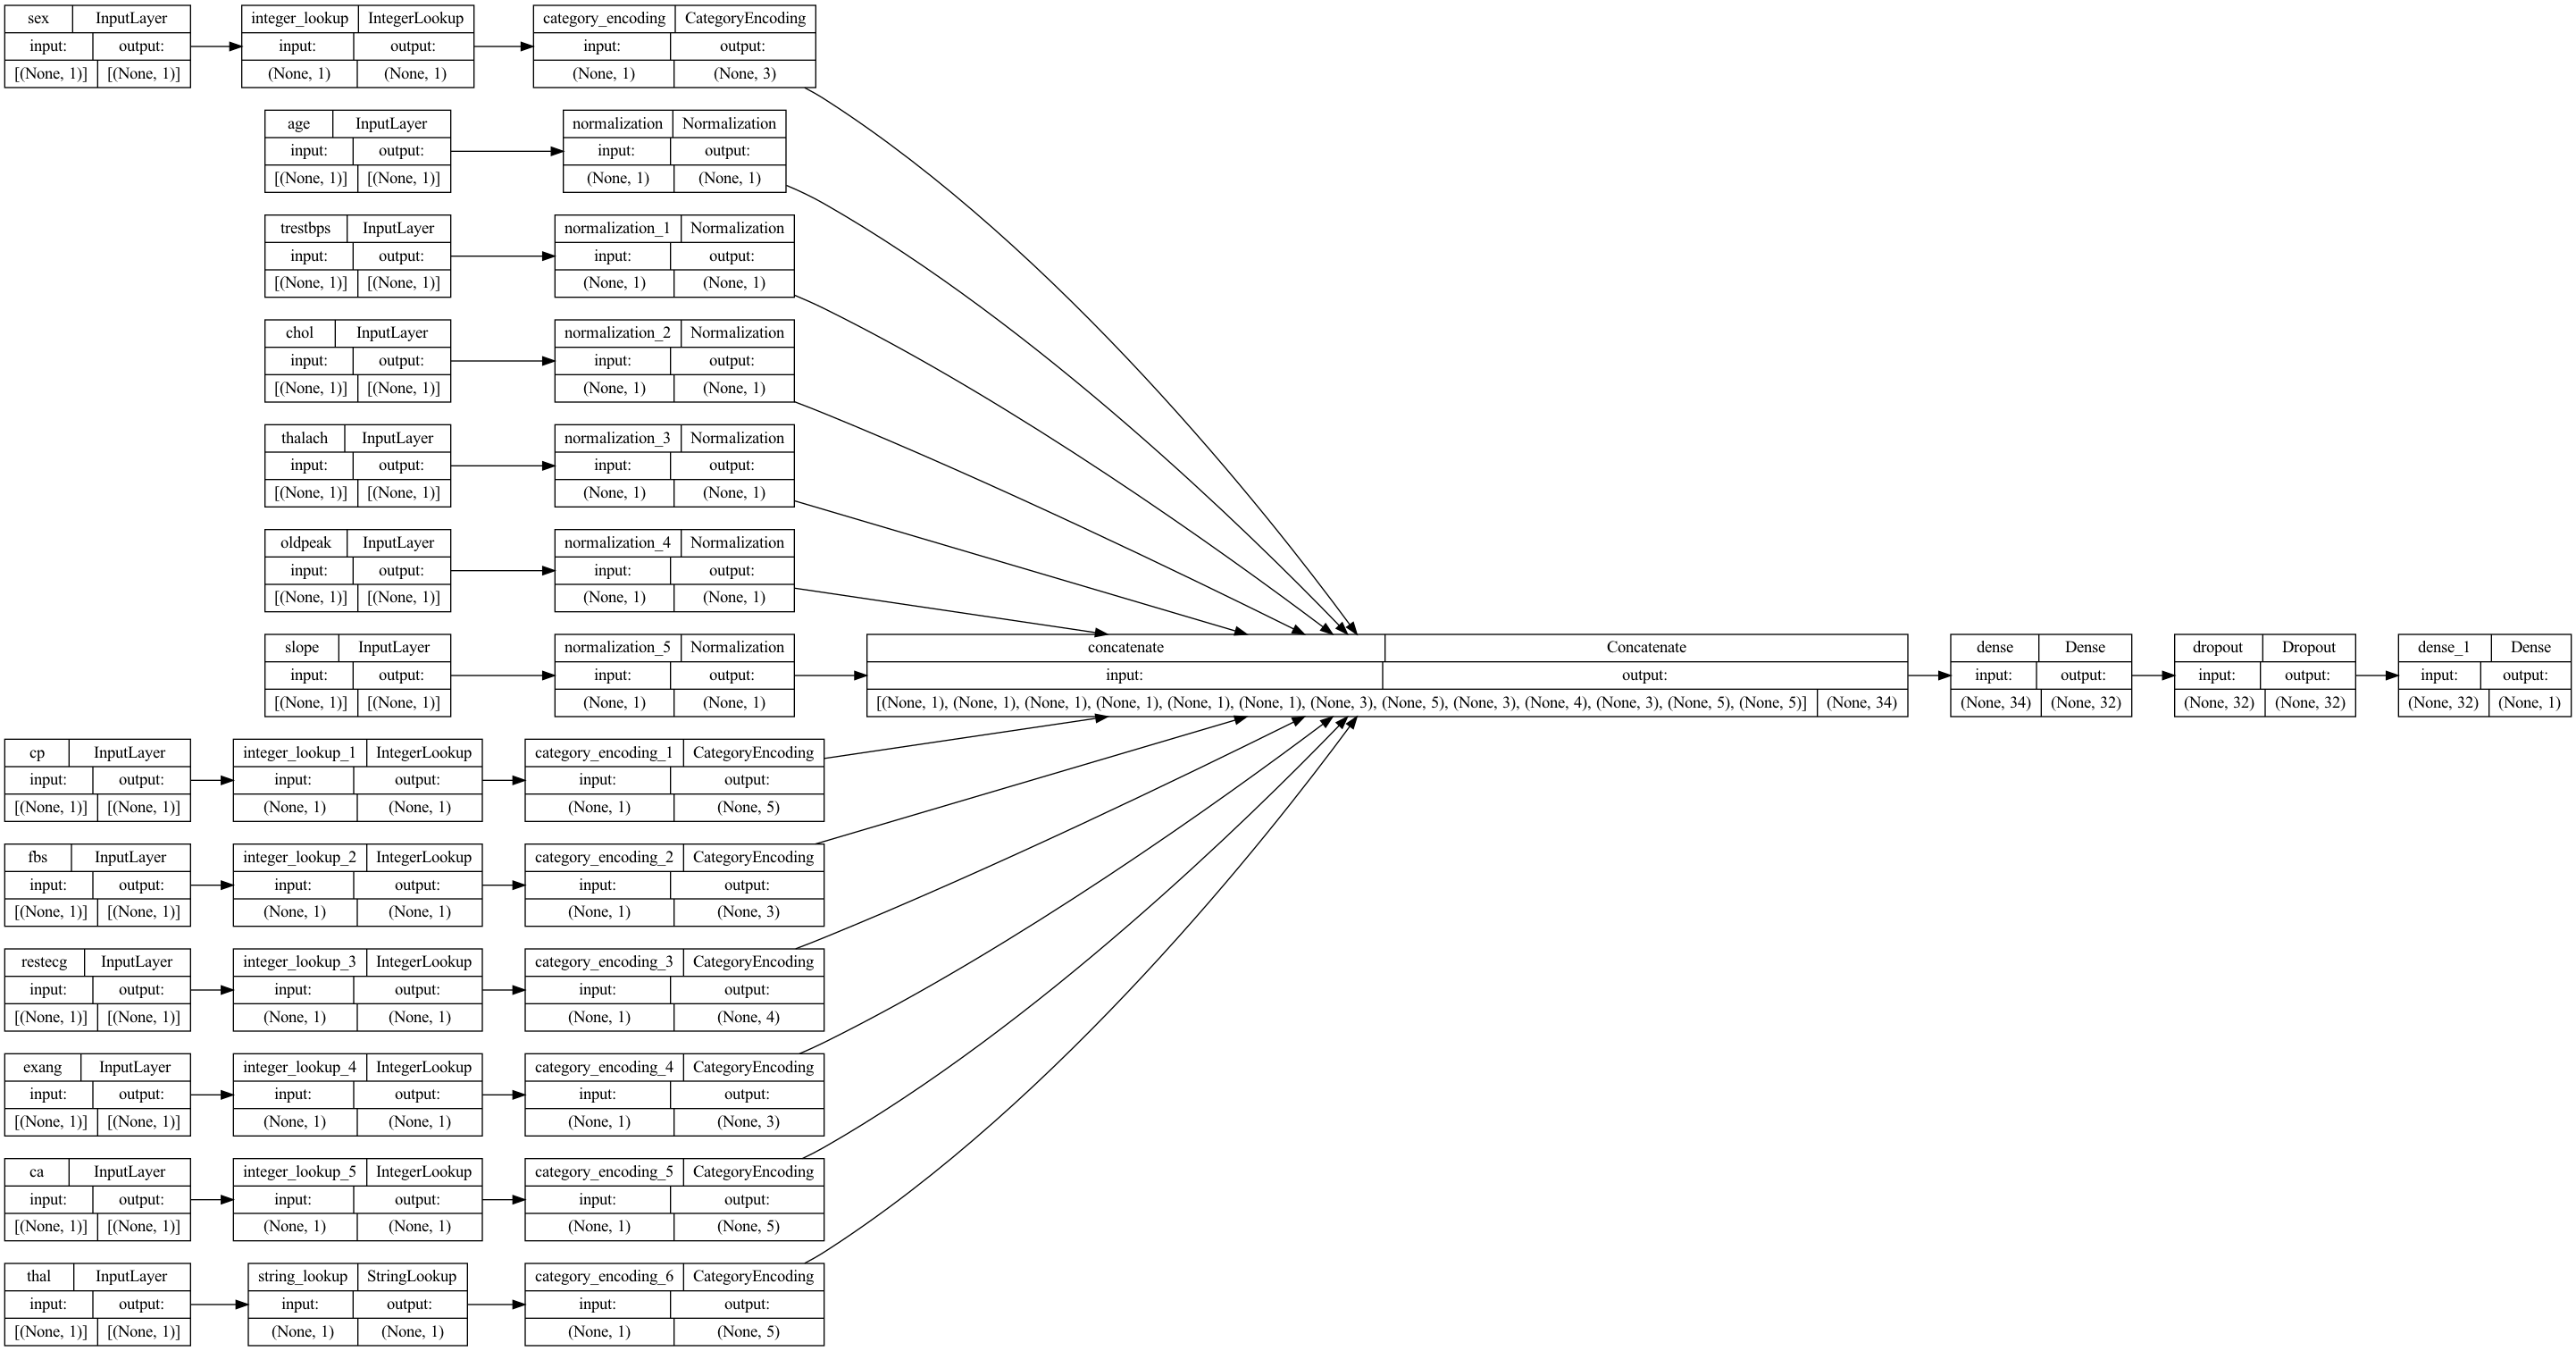 sex InputLayer
input: output:
[(None, 1)] [(None, 1)]
integer_lookup IntegerLookup
input: output:
(None, 1) (None, 1)
category_encoding CategoryEncoding
input: output:
(None, 1) (None, 3)
age InputLayer
input: output:
[(None, 1)] [(None, 1)]
normalization Normalization
input: output:
(None, 1) (None, 1)
trestbps InputLayer
input: output:
[(None, 1)] [(None, 1)]
normalization_1 Normalization
input: output:
(None, 1) (None, 1)
chol InputLayer
input: output:
[(None, 1)] [(None, 1)]
normalization_2 Normalization
input: output:
(None, 1) (None, 1)
thalach InputLayer
input: output:
[(None, 1)] [(None, 1)]
normalization_3 Normalization
input: output:
(None, 1) (None, 1)
oldpeak InputLayer
input: output:
[(None, 1)] [(None, 1)]
normalization_4 Normalization
input: output:
(None, 1) (None, 1)
slope InputLayer
input: output:
[(None, 1)] [(None, 1)]
normalization_5 Normalization
input: output:
(None, 1) (None, 1)
concatenate Concatenate
input: output:
[(None, 1), (None, 1), (None, 1), (None, 1), (None, 1), (None, 1), (None, 3), (None, 5), (None, 3), (None, 4), (None, 3), (None, 5), (None, 5)] (None, 34)
dense Dense
input: output:
(None, 34) (None, 32)
dropout Dropout
input: output:
(None, 32) (None, 32)
dense_1 Dense
input: output:
(None, 32) (None, 1)
cp InputLayer
input: output:
[(None, 1)] [(None, 1)]
integer_lookup_1 IntegerLookup
input: output:
(None, 1) (None, 1)
category_encoding_1 CategoryEncoding
input: output:
(None, 1) (None, 5)
fbs InputLayer
input: output:
[(None, 1)] [(None, 1)]
integer_lookup_2 IntegerLookup
input: output:
(None, 1) (None, 1)
category_encoding_2 CategoryEncoding
input: output:
(None, 1) (None, 3)
restecg InputLayer
input: output:
[(None, 1)] [(None, 1)]
integer_lookup_3 IntegerLookup
input: output:
(None, 1) (None, 1)
category_encoding_3 CategoryEncoding
input: output:
(None, 1) (None, 4)
exang InputLayer
input: output:
[(None, 1)] [(None, 1)]
integer_lookup_4 IntegerLookup
input: output:
(None, 1) (None, 1)
category_encoding_4 CategoryEncoding
input: output:
(None, 1) (None, 3)
ca InputLayer
input: output:
[(None, 1)] [(None, 1)]
integer_lookup_5 IntegerLookup
input: output:
(None, 1) (None, 1)
category_encoding_5 CategoryEncoding
input: output:
(None, 1) (None, 5)
thal InputLayer
input: output:
[(None, 1)] [(None, 1)]
string_lookup StringLookup
input: output:
(None, 1) (None, 1)
category_encoding_6 CategoryEncoding
input: output:
(None, 1) (None, 5)